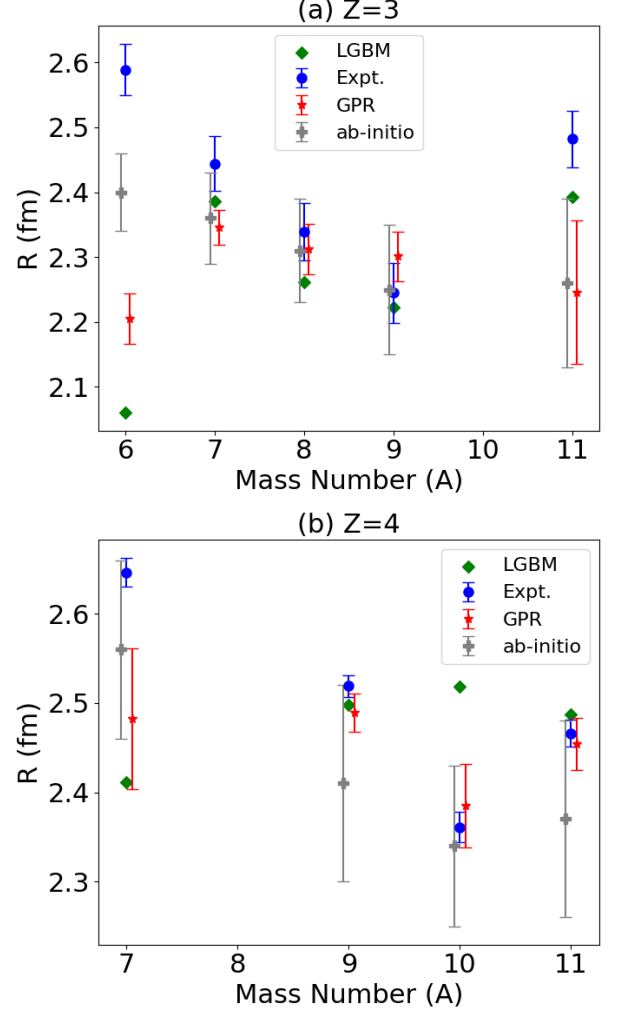 (a) Z=3
LGBM
Expt.
GPR
ab-initio
2.6
2.5
2.4
2.3
2.2
2.1
R (fm)
6 7 8 9 10 11
Mass Number (A)
(b) Z=4
LGBM
Expt.
GPR
ab-initio
2.6
2.5
2.4
2.3
R (fm)
7 8 9 10 11
Mass Number (A)